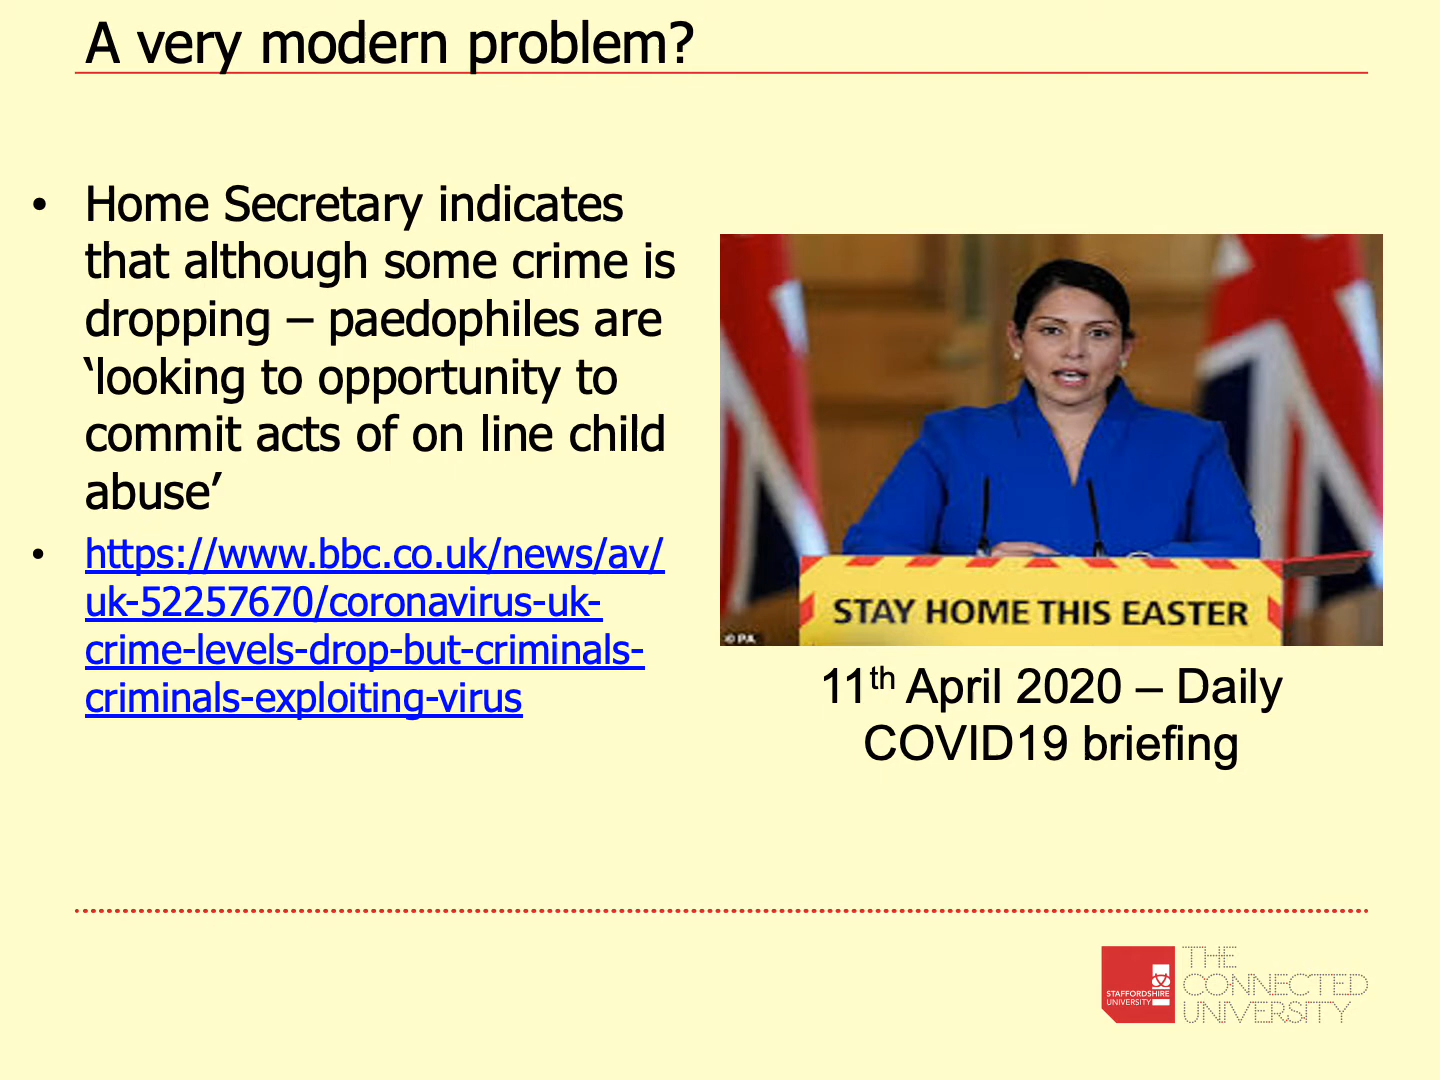 A very modern problem?
• Home Secretary indicates
that although some crime is
dropping – paedophiles are
‘looking to opportunity to
commit acts of on line child
abuse’
• https://www.bbc.co.uk/news/av/
uk-52257670/coronavirus-uk-
crime-levels-drop-but-criminals-
criminals-exploiting-virus
STAY HOME THIS EASTER
© PA
11th April 2020 – Daily
COVID19 briefing
STAFFORDSHIRE
UNIVERSITY
THE
CONNECTED
UNIVERSITY